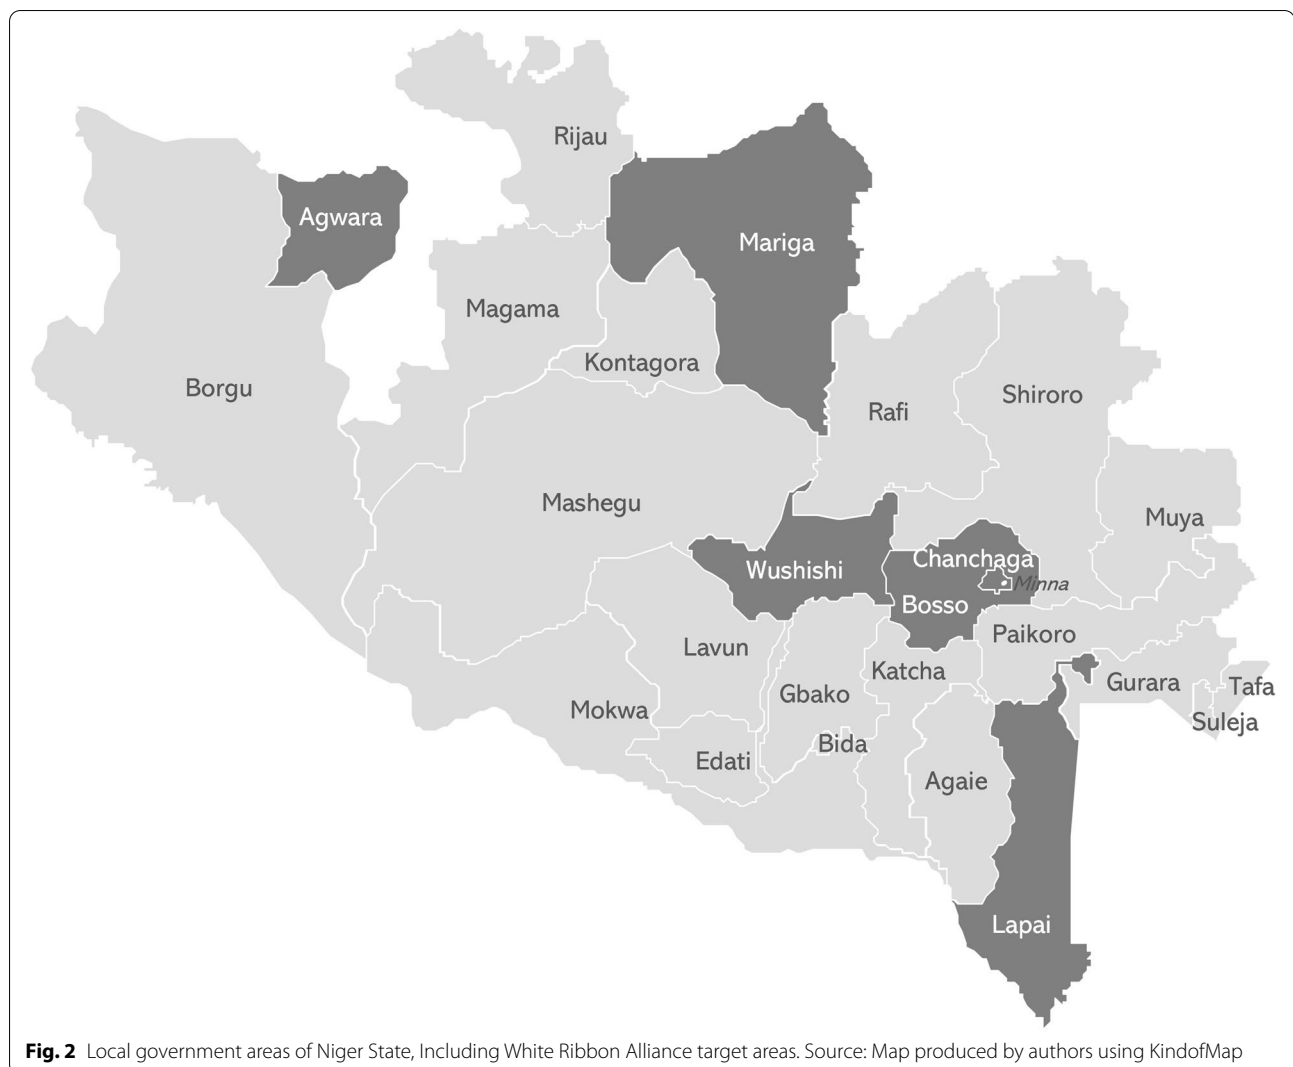 Rijau
Agwara
Mariga
Magama
Kontagora
Borgu
Shiroro
Rafi
Mashegu
Muya
Chanchaga
Wushishi
Minna
Bosso
Paikoro
Lavun
Katcha
Gurara
Tafa
Gbako
Mokwa
Suleja
Bida
Edati
Agaie
Lapai
Fig. 2 Local government areas of Niger State, Including White Ribbon Alliance target areas. Source: Map produced by authors using KindofMap